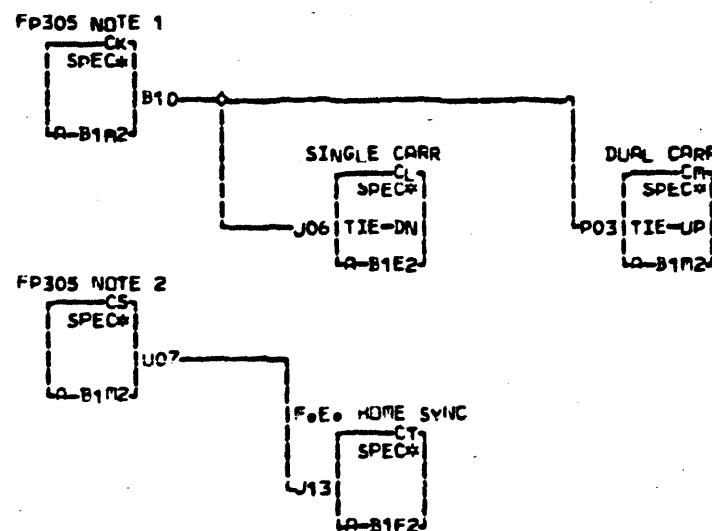 FP305 NOTE 1
CK
SPEC*
B10
A-B1M2
SINGLE CARR
CL
SPEC*
J06 TIE-DN
A-B1E2
DUAL CARR
CM
SPEC*
P03 TIE-UP
A-B1M2
FP305 NOTE 2
CS
SPEC*
U07
A-B1M2
F.E. HOME SYNC
CT
SPEC*
J13
A-B1F2